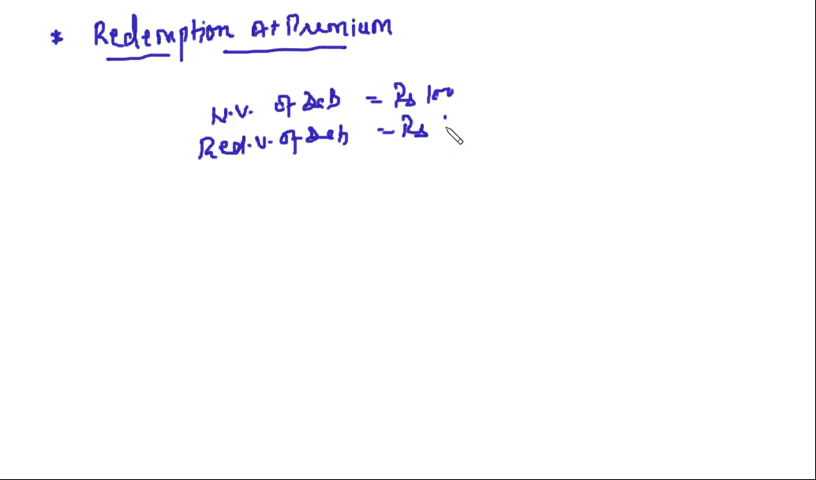 * Redemption At Premium
N.V. of Deb = Rs 100
Red.V. of Deb = Rs